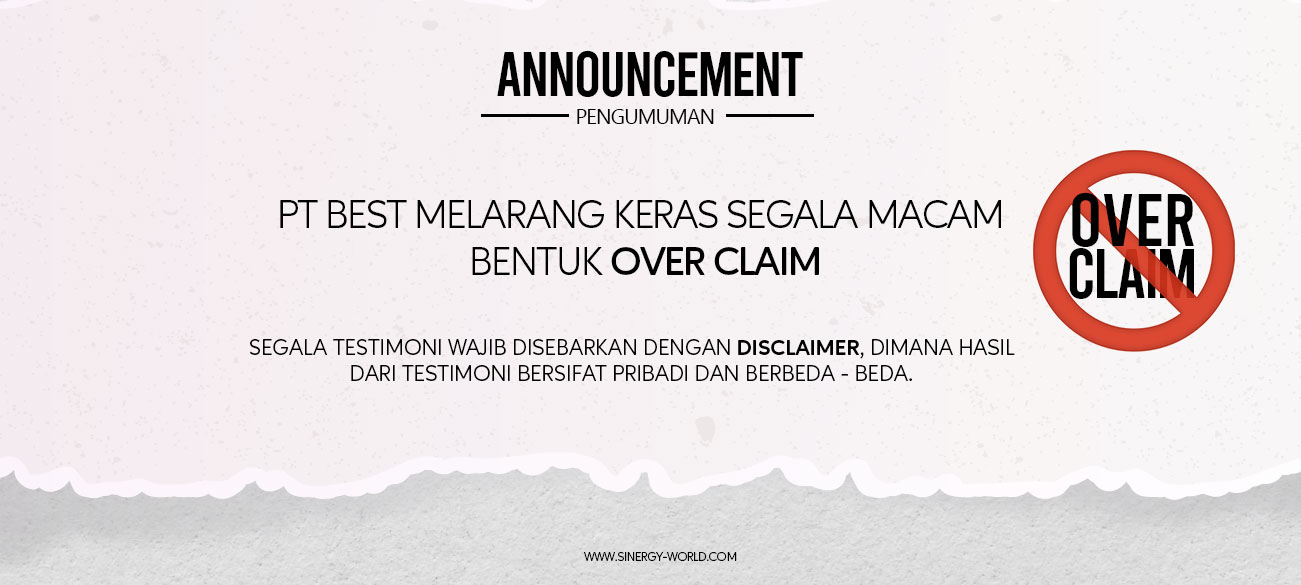 ANNOUNCEMENT
PENGUMUMAN
PT BEST MELARANG KERAS SEGALA MACAM
BENTUK OVER CLAIM
OVER
CLAIM
SEGALA TESTIMONI WAJIB DISEBARKAN DENGAN DISCLAIMER, DIMANA HASIL
DARI TESTIMONI BERSIFAT PRIBADI DAN BERBEDA - BEDA.
WWW.SINERGY-WORLD.COM